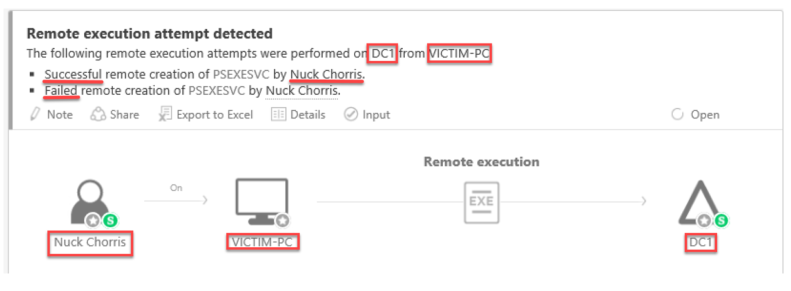 Remote execution attempt detected
The following remote execution attempts were performed on DC1 from VICTIM-PC
▪ Successful remote creation of PSEXESVC by Nuck Chorris.
▪ Failed remote creation of PSEXESVC by Nuck Chorris.
Note Share Export to Excel Details Input Open
Remote execution
On
EXE
S
S
Nuck Chorris VICTIM-PC DC1